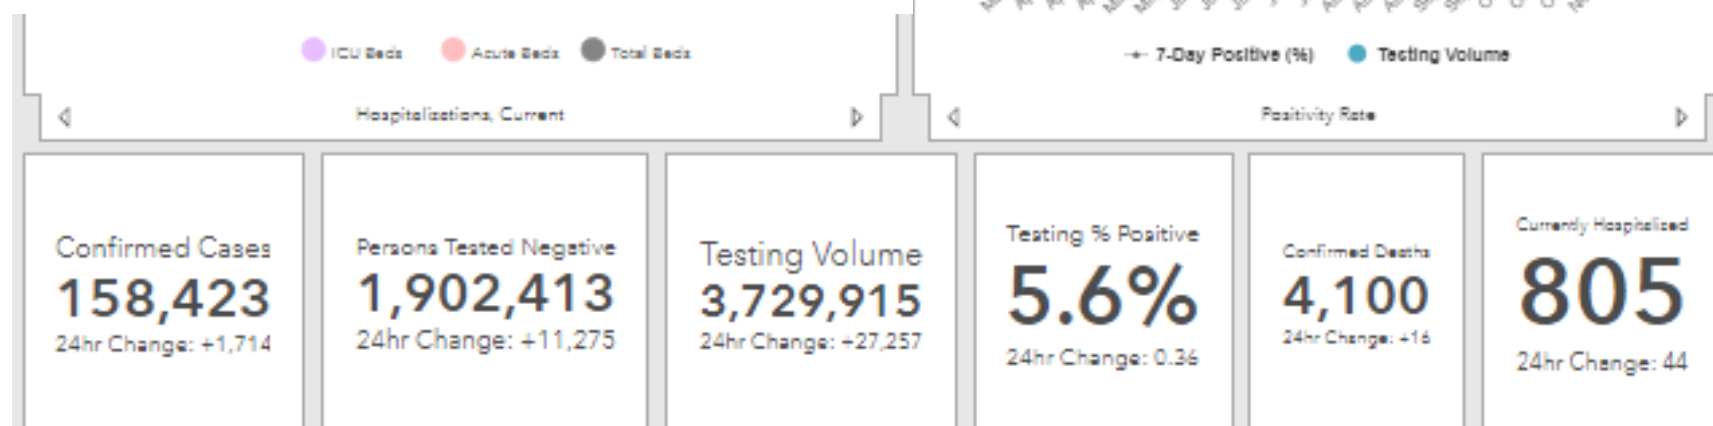 ICU Beds Acute Beds Total Beds
7-Day Positive (%) Testing Volume
Hospitalizations, Current
Positivity Rate
Confirmed Cases
158,423
24hr Change: +1,714
Persons Tested Negative
1,902,413
24hr Change: +11,275
Testing Volume
3,729,915
24hr Change: +27,257
Testing % Positive
5.6%
24hr Change: 0.36
Confirmed Deaths
4,100
24hr Change: +16
Currently Hospitalized
805
24hr Change: 44